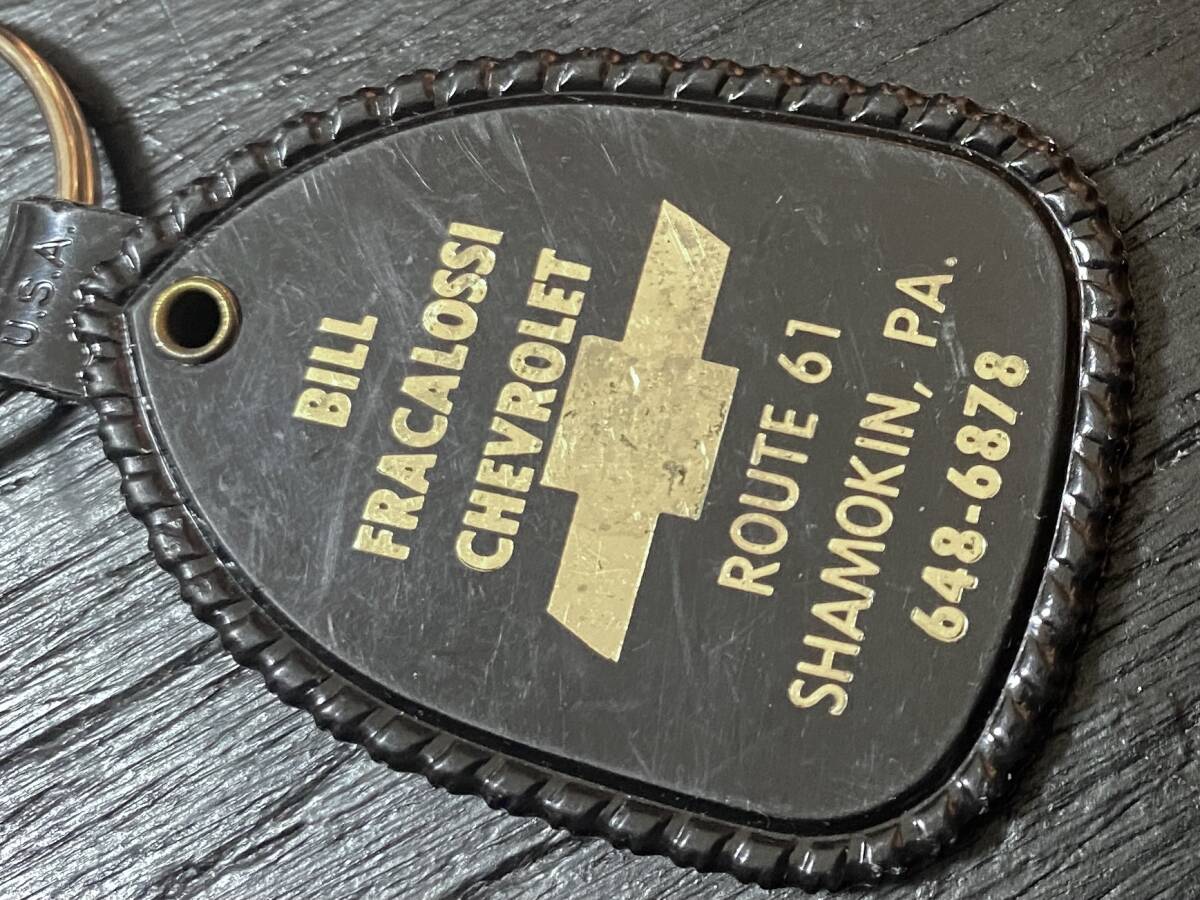 U.S.A.
BILL
FRACALOSSI
CHEVROLET
ROUTE 61
SHAMOKIN, PA.
648-6878